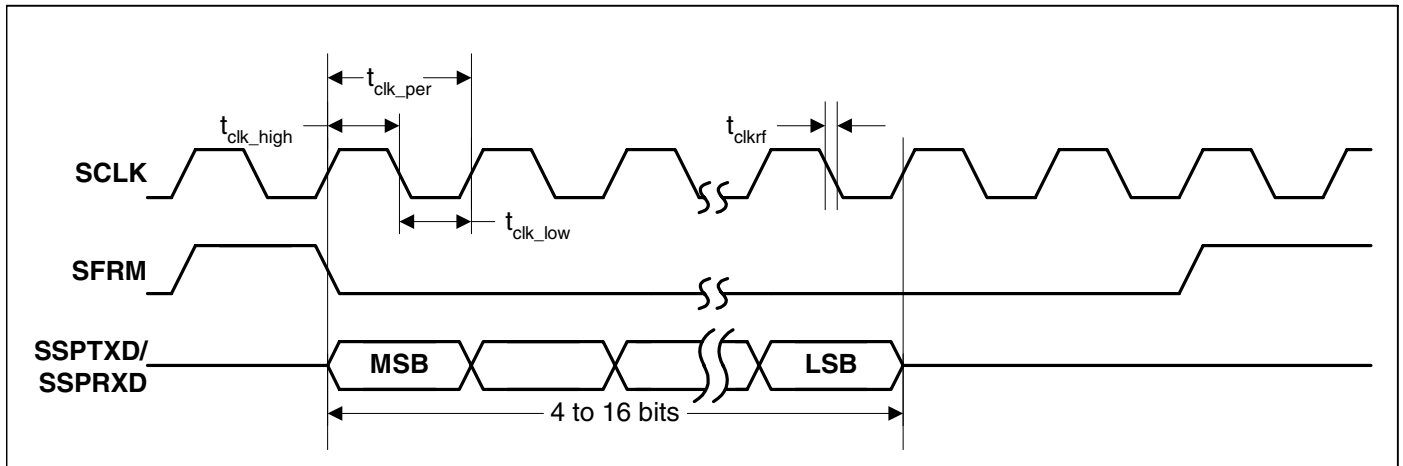 t_clk_per
t_clk_high
t_clkrf
SCLK
t_clk_low
SFRM
SSPTXD/
SSPRXD
MSB
LSB
4 to 16 bits